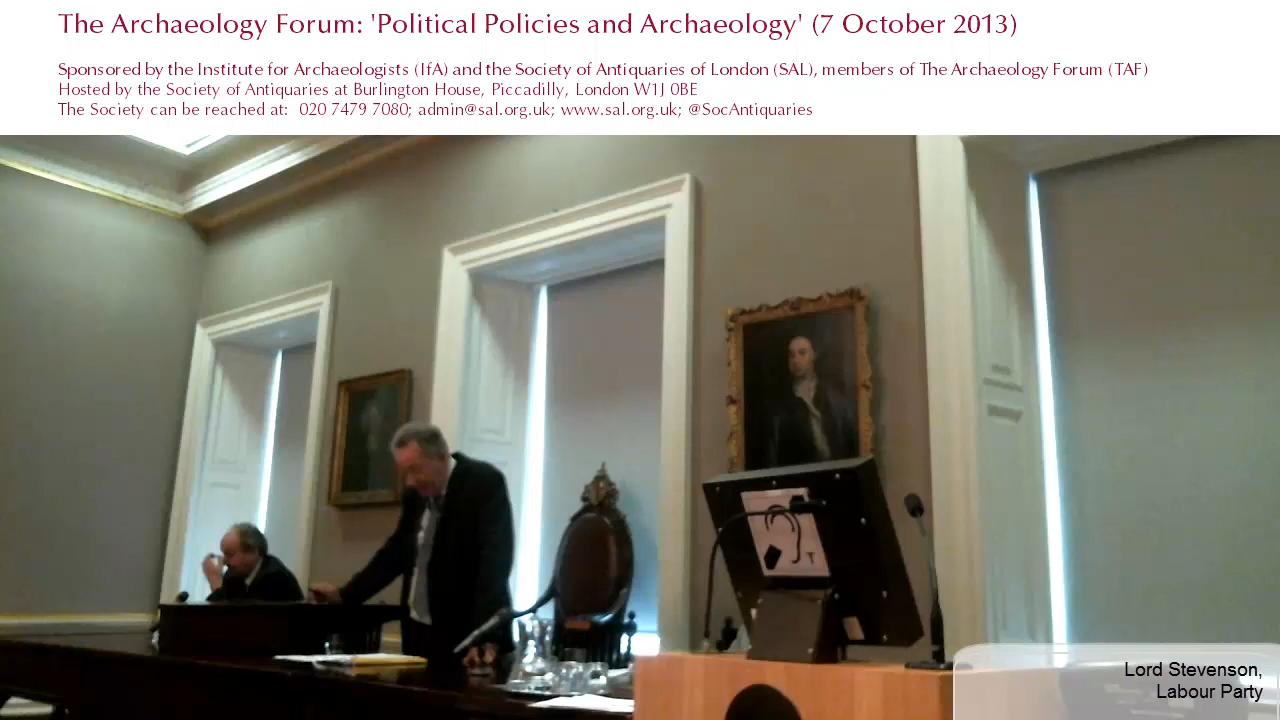 The Archaeology Forum: 'Political Policies and Archaeology' (7 October 2013)
Sponsored by the Institute for Archaeologists (IfA) and the Society of Antiquaries of London (SAL), members of The Archaeology Forum (TAF)
Hosted by the Society of Antiquaries at Burlington House, Piccadilly, London W1J 0BE
The Society can be reached at: 020 7479 7080; admin@sal.org.uk; www.sal.org.uk; @SocAntiquaries
T
Lord Stevenson,
Labour Party